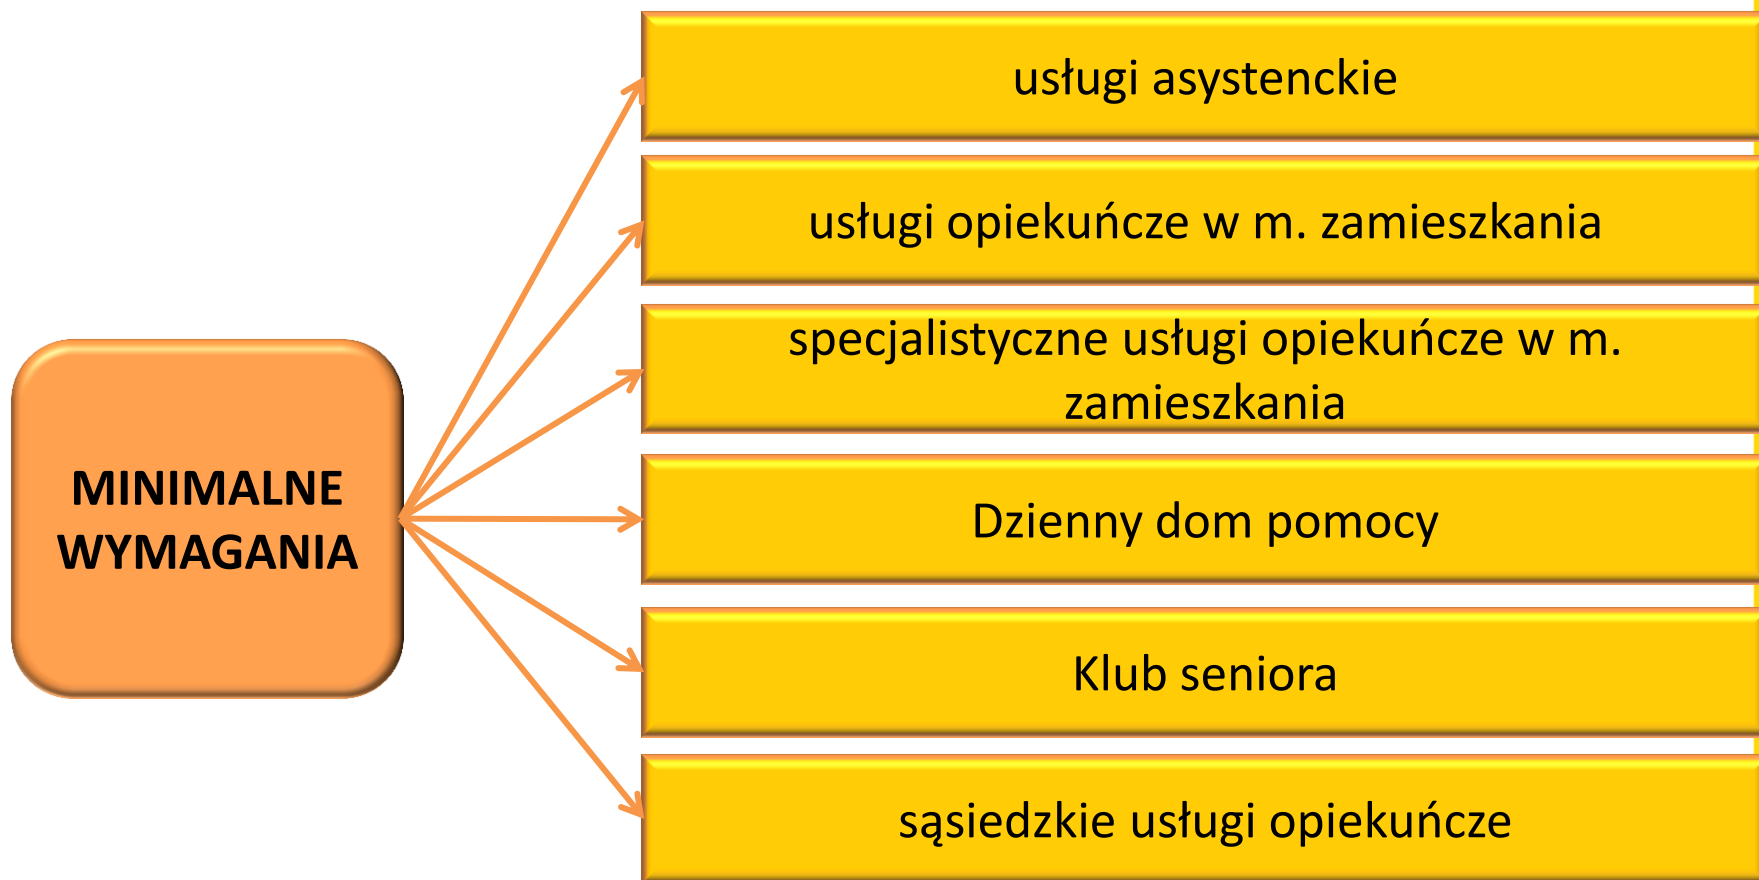 MINIMALNE
WYMAGANIA
usługi asystenckie
usługi opiekuńcze w m. zamieszkania
specjalistyczne usługi opiekuńcze w m.
zamieszkania
Dzienny dom pomocy
Klub seniora
sąsiedzkie usługi opiekuńcze